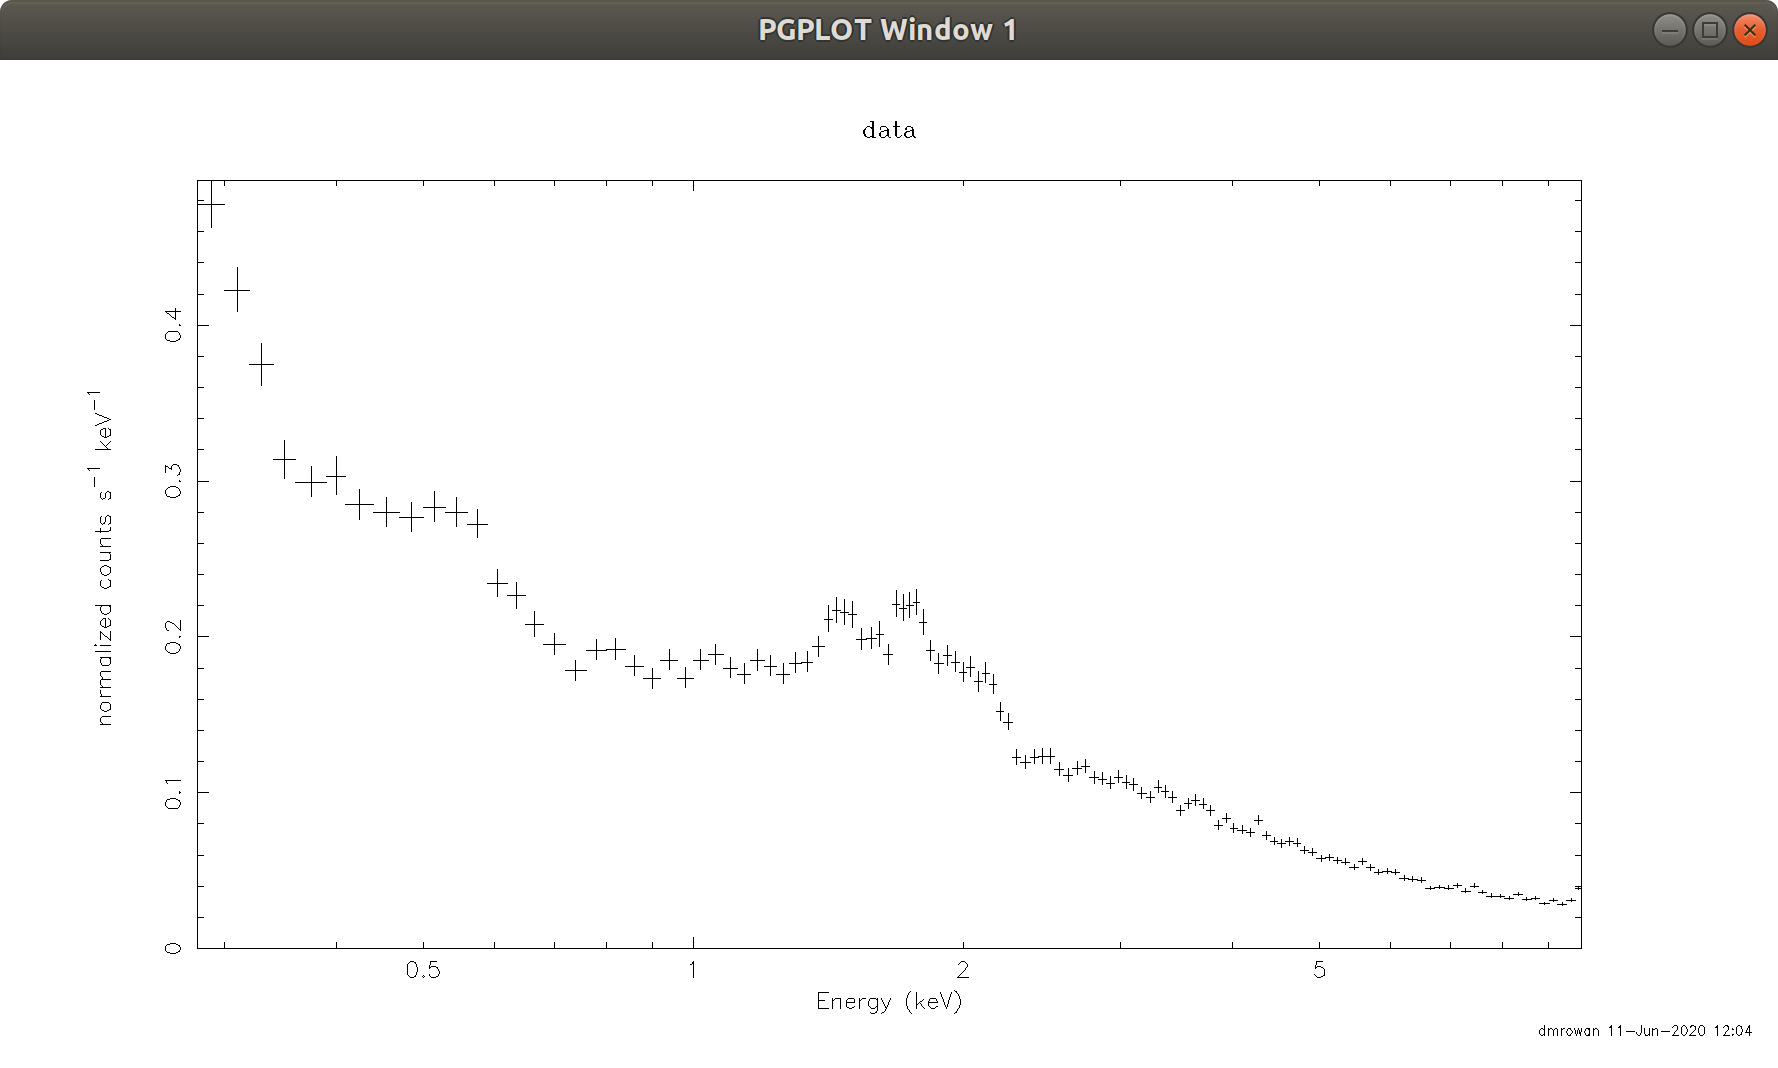 PGPLOT Window 1
data
normalized counts s⁻¹ keV⁻¹
0.4
0.3
0.2
0.1
0
0.5 1 2 5
Energy (keV)
dmrowan 11-Jun-2020 12:04